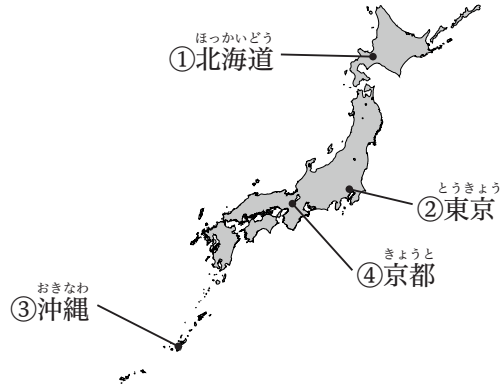 ほっかいどう
①北海道
とうきょう
②東京
きょうと
④京都
おきなわ
③沖縄